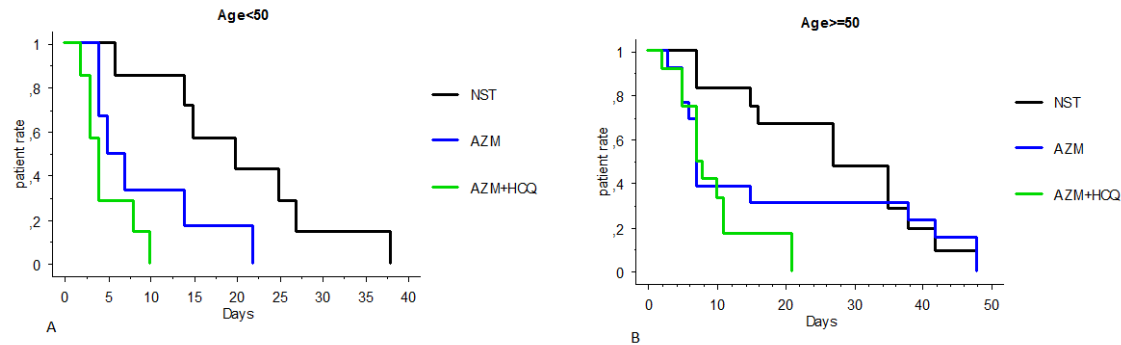 Age<50
1
,8
,6
,4
,2
0
patient rate
0 5 10 15 20 25 30 35 40
Days
NST
AZM
AZM+HCQ
A
Age>=50
1
,8
,6
,4
,2
0
patient rate
0 10 20 30 40 50
Days
NST
AZM
AZM+HCQ
B